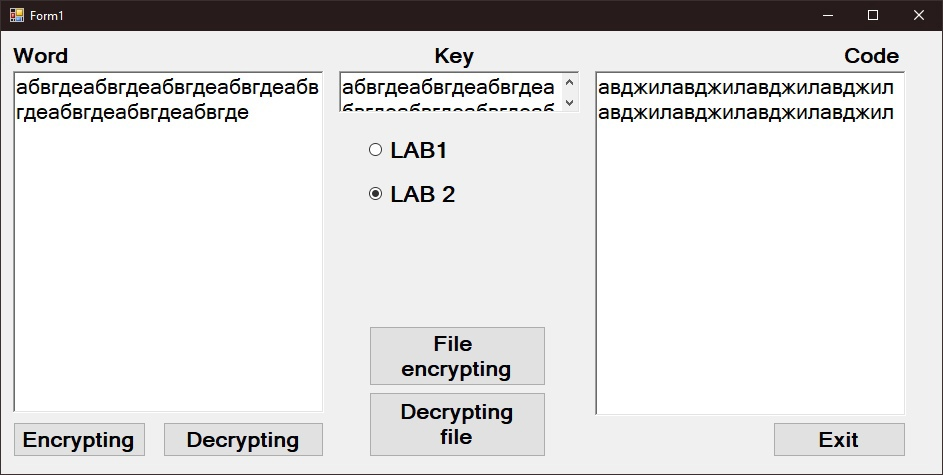 Form1
Word
Key
Code
абвгдеабвгдеабвгдеабвгдеабв
гдеабвгдеабвгдеабвгде
абвгдеабвгдеабвгдеа
бвгдеабвгдеабвгдеаб
авджилавджилавджилавджил
авджилавджилавджилавджил
LAB1
LAB 2
File
encrypting
Decrypting
file
Encrypting
Decrypting
Exit